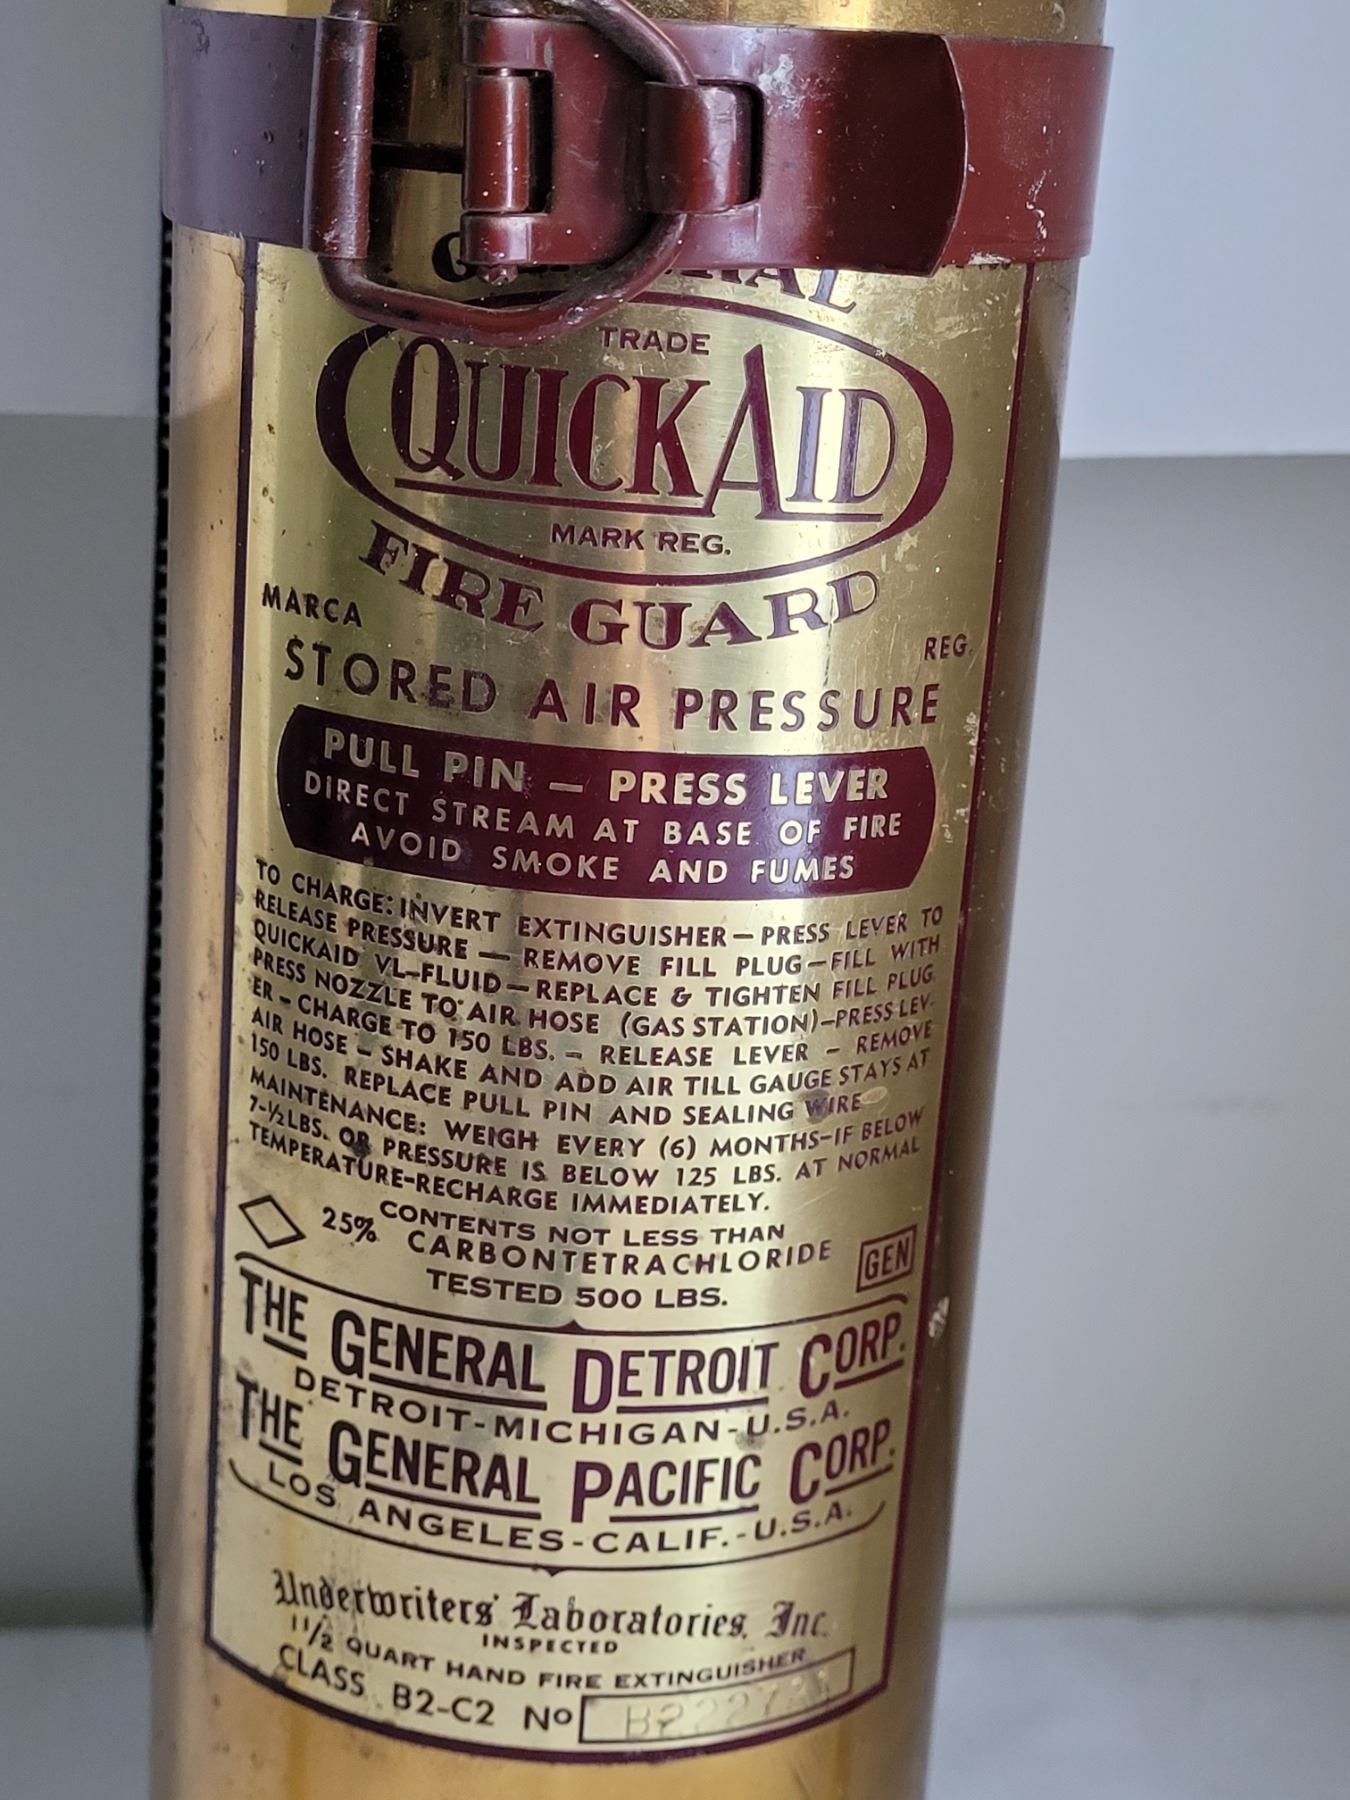 GENERAL
TRADE
QUICKAID
MARK REG.
FIRE GUARD
MARCA
REG.
STORED AIR PRESSURE
PULL PIN — PRESS LEVER
DIRECT STREAM AT BASE OF FIRE
AVOID SMOKE AND FUMES
TO CHARGE: INVERT EXTINGUISHER — PRESS LEVER TO
RELEASE PRESSURE — REMOVE FILL PLUG — FILL WITH
QUICKAID VL-FLUID — REPLACE & TIGHTEN FILL PLUG.
PRESS NOZZLE TO AIR HOSE (GAS STATION) — PRESS LEV-
ER - CHARGE TO 150 LBS. - RELEASE LEVER - REMOVE
AIR HOSE - SHAKE AND ADD AIR TILL GAUGE STAYS AT
150 LBS. REPLACE PULL PIN AND SEALING WIRE
MAINTENANCE: WEIGH EVERY (6) MONTHS-IF BELOW
7-½ LBS. OR PRESSURE IS BELOW 125 LBS. AT NORMAL
TEMPERATURE-RECHARGE IMMEDIATELY.
CONTENTS NOT LESS THAN
25% CARBONTETRACHLORIDE
GEN
TESTED 500 LBS.
THE GENERAL DETROIT CORP.
DETROIT-MICHIGAN-U.S.A.
THE GENERAL PACIFIC CORP.
LOS ANGELES-CALIF.-U.S.A.
Underwriters' Laboratories, Inc.
INSPECTED
1 1/2 QUART HAND FIRE EXTINGUISHER
CLASS B2-C2 No